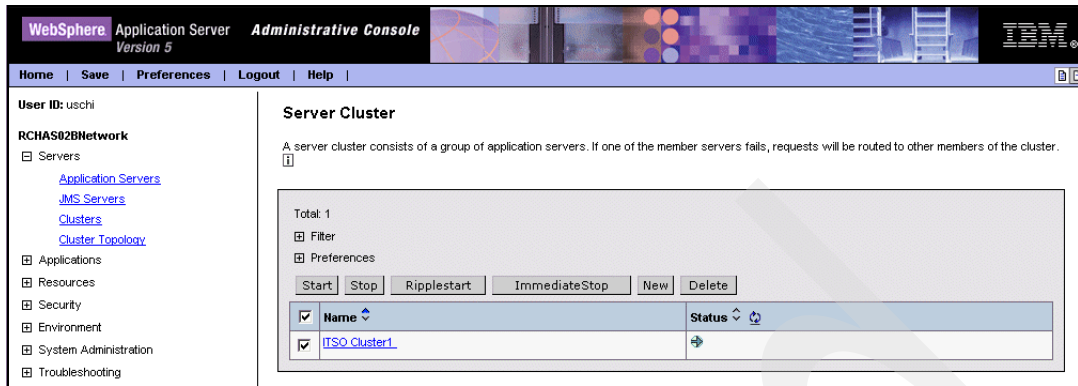 WebSphere Application Server Administrative Console
Version 5
IBM®
Home | Save | Preferences | Logout | Help |
User ID: uschi
RCHAS02BNetwork
Servers
Application Servers
JMS Servers
Clusters
Cluster Topology
Applications
Resources
Security
Environment
System Administration
Troubleshooting
Server Cluster
A server cluster consists of a group of application servers. If one of the member servers fails, requests will be routed to other members of the cluster.
i
Total: 1
Filter
Preferences
Start Stop Ripplestart ImmediateStop New Delete
Name Status
ITSO Cluster1